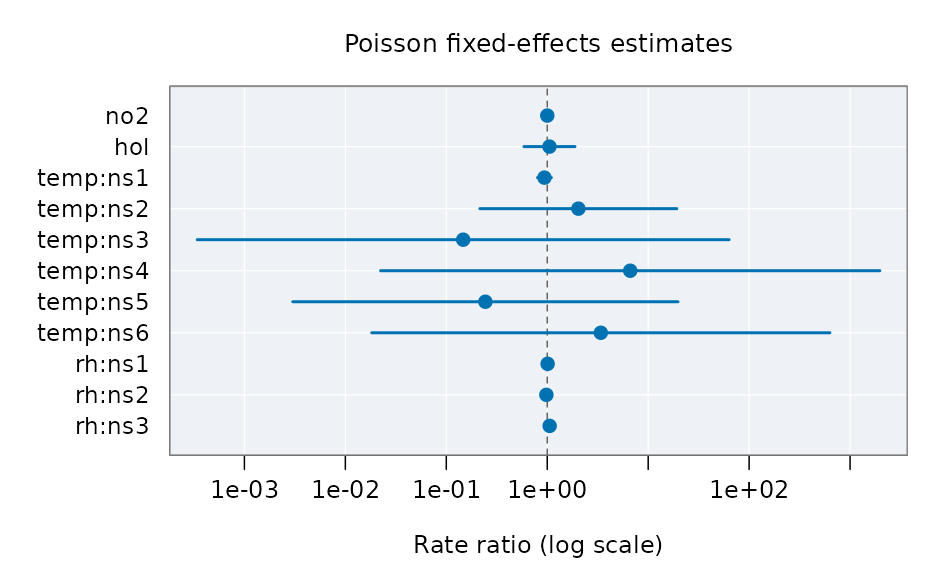 Poisson fixed-effects estimates
no2
hol
temp:ns1
temp:ns2
temp:ns3
temp:ns4
temp:ns5
temp:ns6
rh:ns1
rh:ns2
rh:ns3
1e-03 1e-02 1e-01 1e+00 1e+02
Rate ratio (log scale)